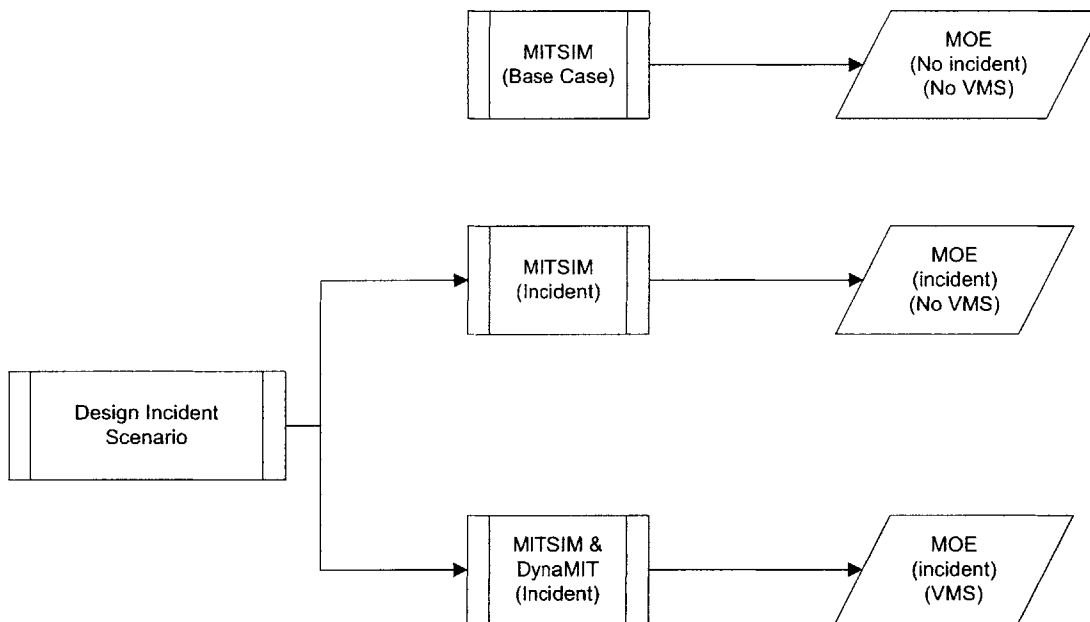 MITSIM
(Base Case)
MOE
(No incident)
(No VMS)
MITSIM
(Incident)
MOE
(incident)
(No VMS)
Design Incident
Scenario
MITSIM &
DynaMIT
(Incident)
MOE
(incident)
(VMS)